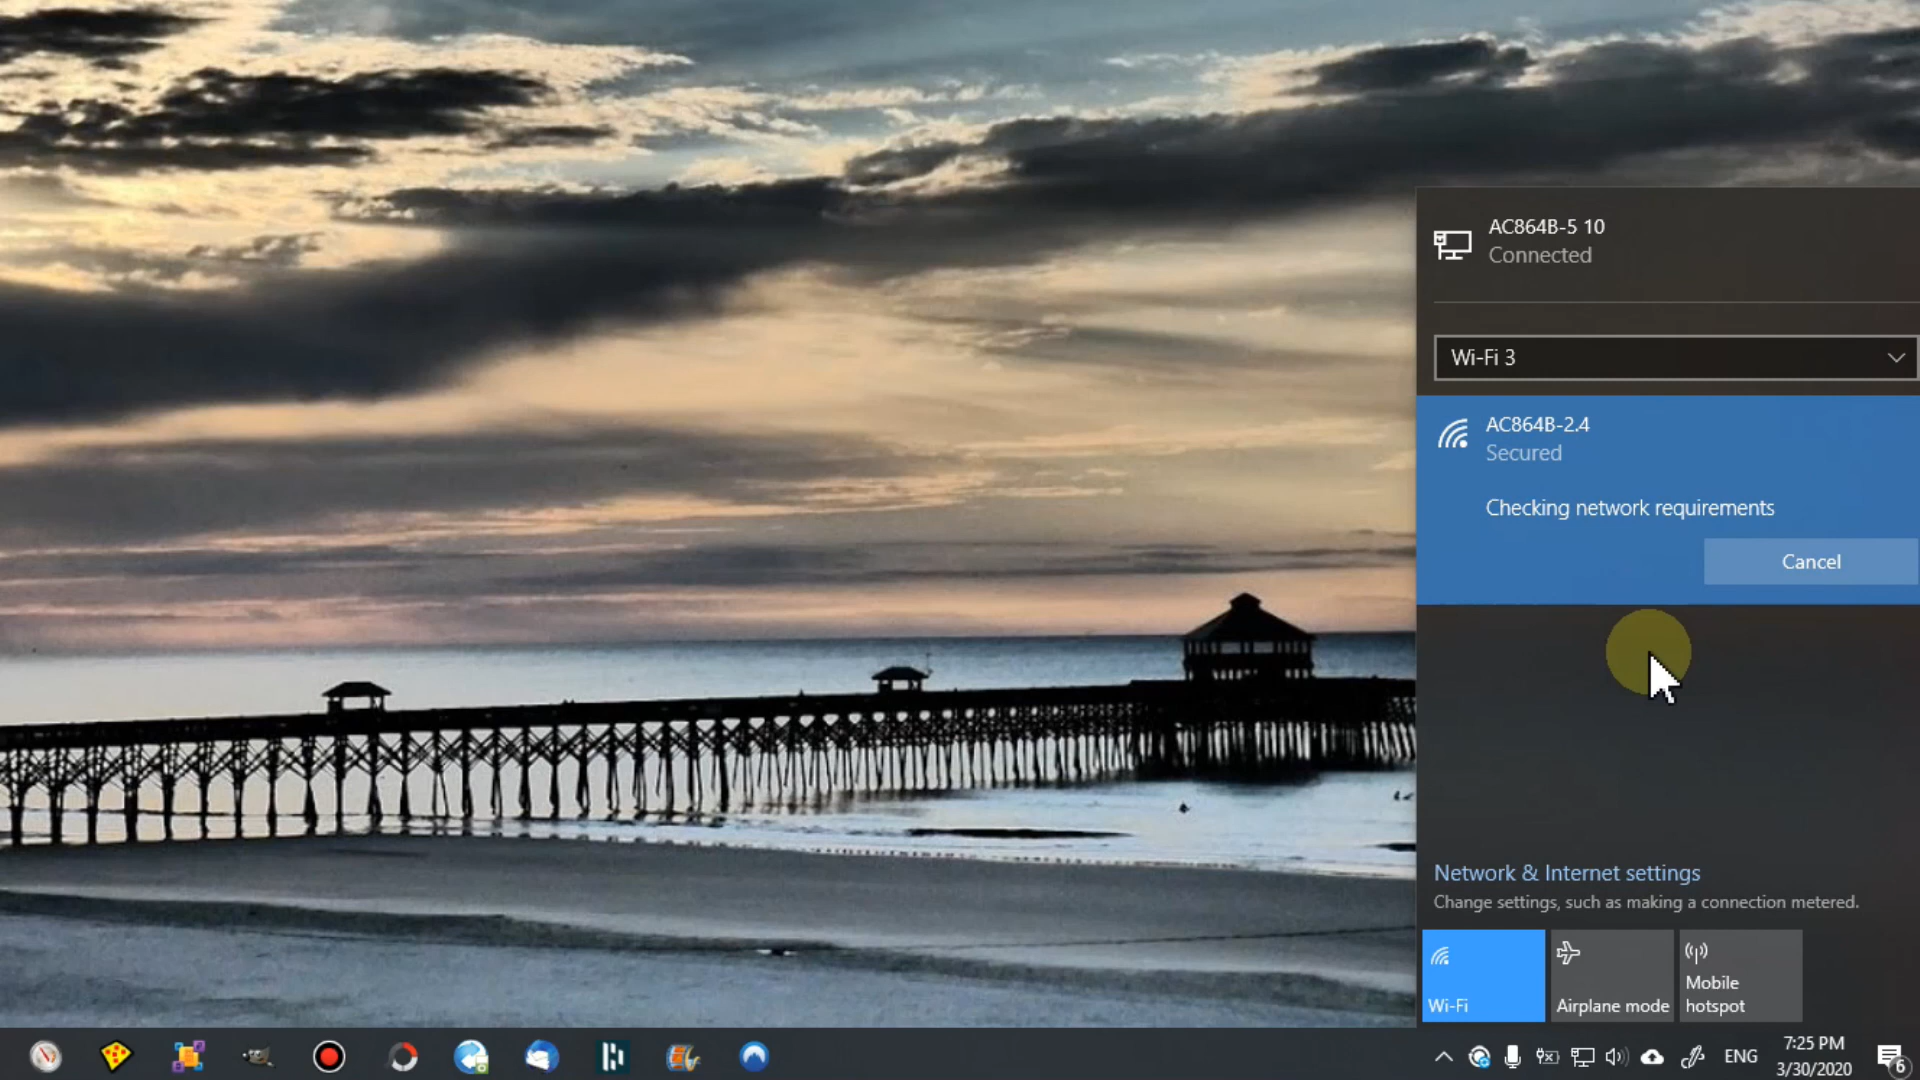 AC864B-5 10
Connected
Wi-Fi 3
AC864B-2.4
Secured
Checking network requirements
Cancel
Network & Internet settings
Change settings, such as making a connection metered.
Wi-Fi
Airplane mode
Mobile
hotspot
ENG
7:25 PM
3/30/2020
6